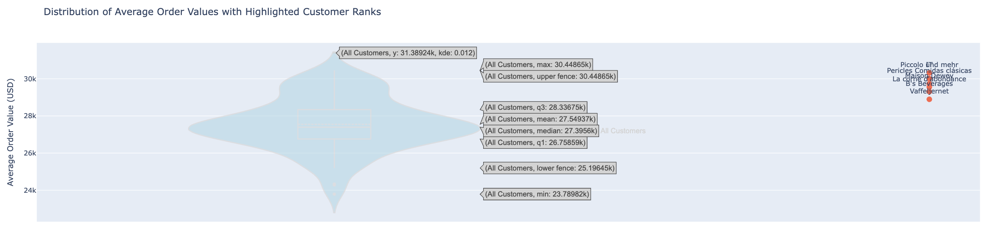 Distribution of Average Order Values with Highlighted Customer Ranks
Average Order Value (USD)
30k
28k
26k
24k
(All Customers, y: 31.38924k, kde: 0.012)
(All Customers, max: 30.44865k)
(All Customers, upper fence: 30.44865k)
(All Customers, q3: 28.33675k)
(All Customers, mean: 27.54937k)
(All Customers, median: 27.3956k) All Customers
(All Customers, q1: 26.75859k)
(All Customers, lower fence: 25.19645k)
(All Customers, min: 23.78982k)
Piccolo und mehr
Pericles Comidas clásicas
Maison Dewey
La corne d'abondance
B's Beverages
Vaffeljernet